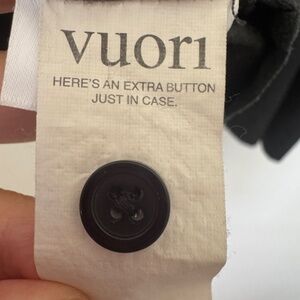 vuori
HERE'S AN EXTRA BUTTON
JUST IN CASE.